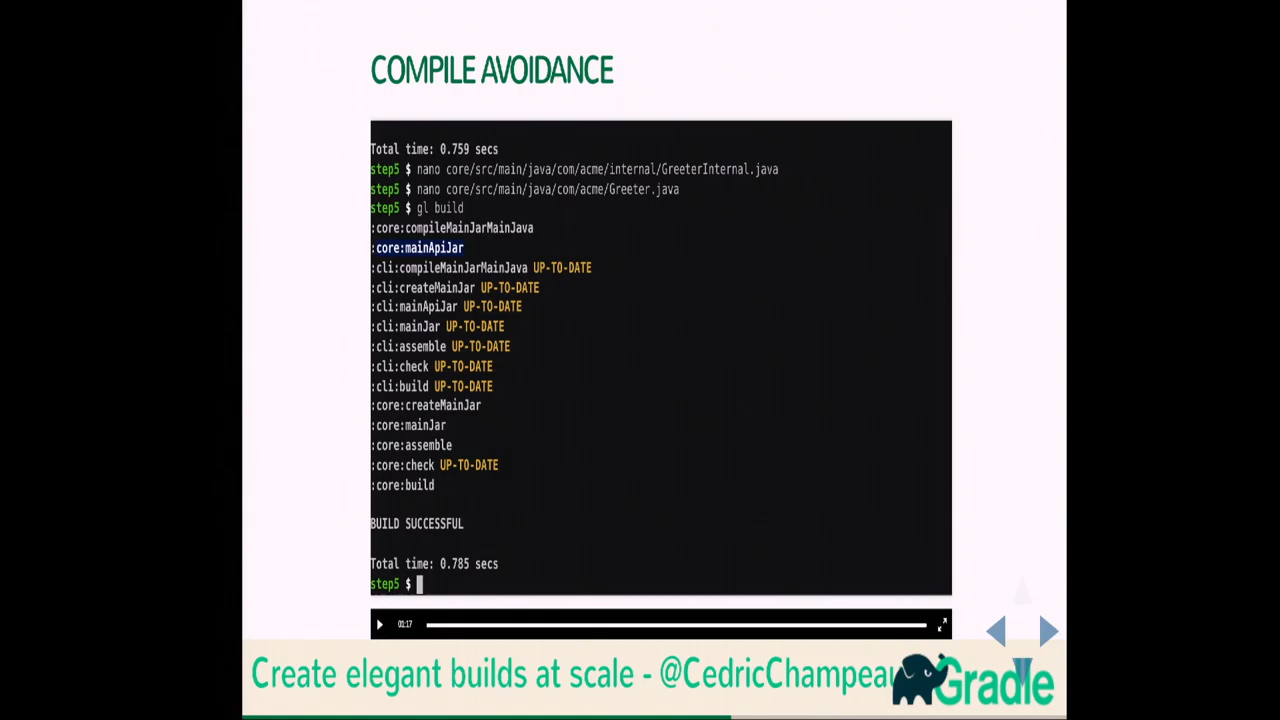 COMPILE AVOIDANCE
Total time: 0.759 secs
step5 $ nano core/src/main/java/com/acme/internal/GreeterInternal.java
step5 $ nano core/src/main/java/com/acme/Greeter.java
step5 $ gl build
:core:compileMainJarMainJava
:core:mainApiJar
:cli:compileMainJarMainJava UP-TO-DATE
:cli:createMainJar UP-TO-DATE
:cli:mainApiJar UP-TO-DATE
:cli:mainJar UP-TO-DATE
:cli:assemble UP-TO-DATE
:cli:check UP-TO-DATE
:cli:build UP-TO-DATE
:core:createMainJar
:core:mainJar
:core:assemble
:core:check UP-TO-DATE
:core:build
BUILD SUCCESSFUL
Total time: 0.785 secs
step5 $
01:17
Create elegant builds at scale - @CedricChampeau
Gradle